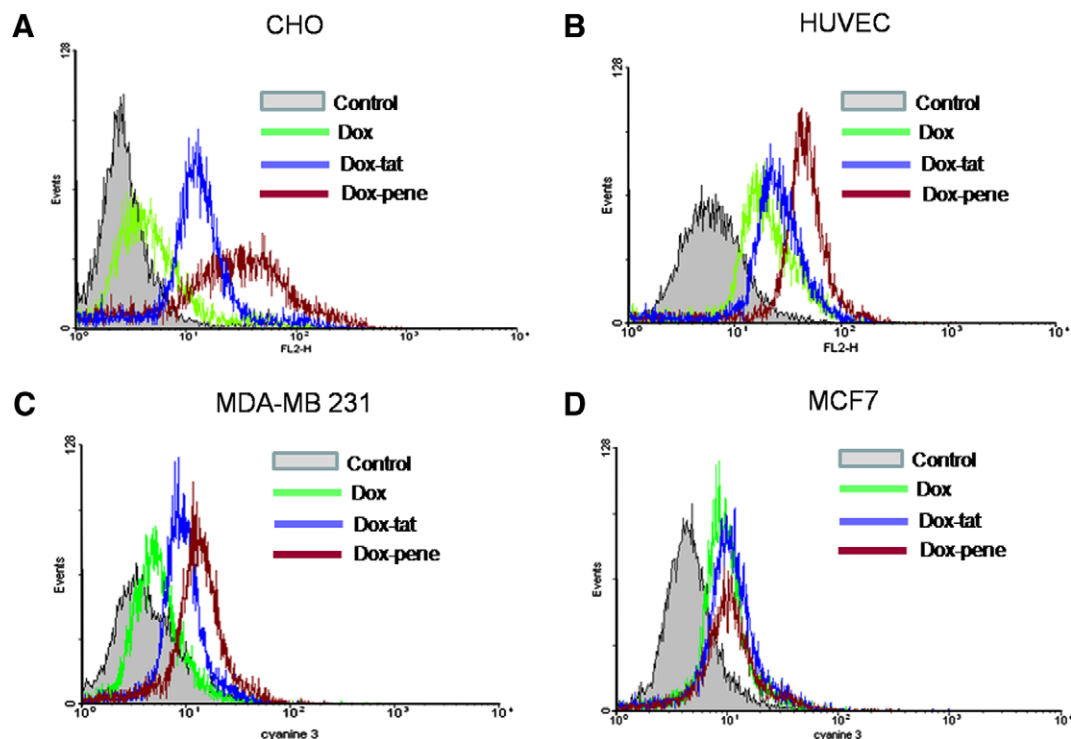 A
CHO
128
Events
0
Control
Dox
Dox-tat
Dox-pene
10⁰
10¹
10²
10³
10⁴
FL2-H
B
HUVEC
128
Events
0
Control
Dox
Dox-tat
Dox-pene
10⁰
10¹
10²
10³
10⁴
FL2-H
C
MDA-MB 231
128
Events
0
Control
Dox
Dox-tat
Dox-pene
10⁰
10¹
10²
10³
10⁴
cyanine 3
D
MCF7
128
Events
0
Control
Dox
Dox-tat
Dox-pene
10⁰
10¹
10²
10³
10⁴
cyanine 3